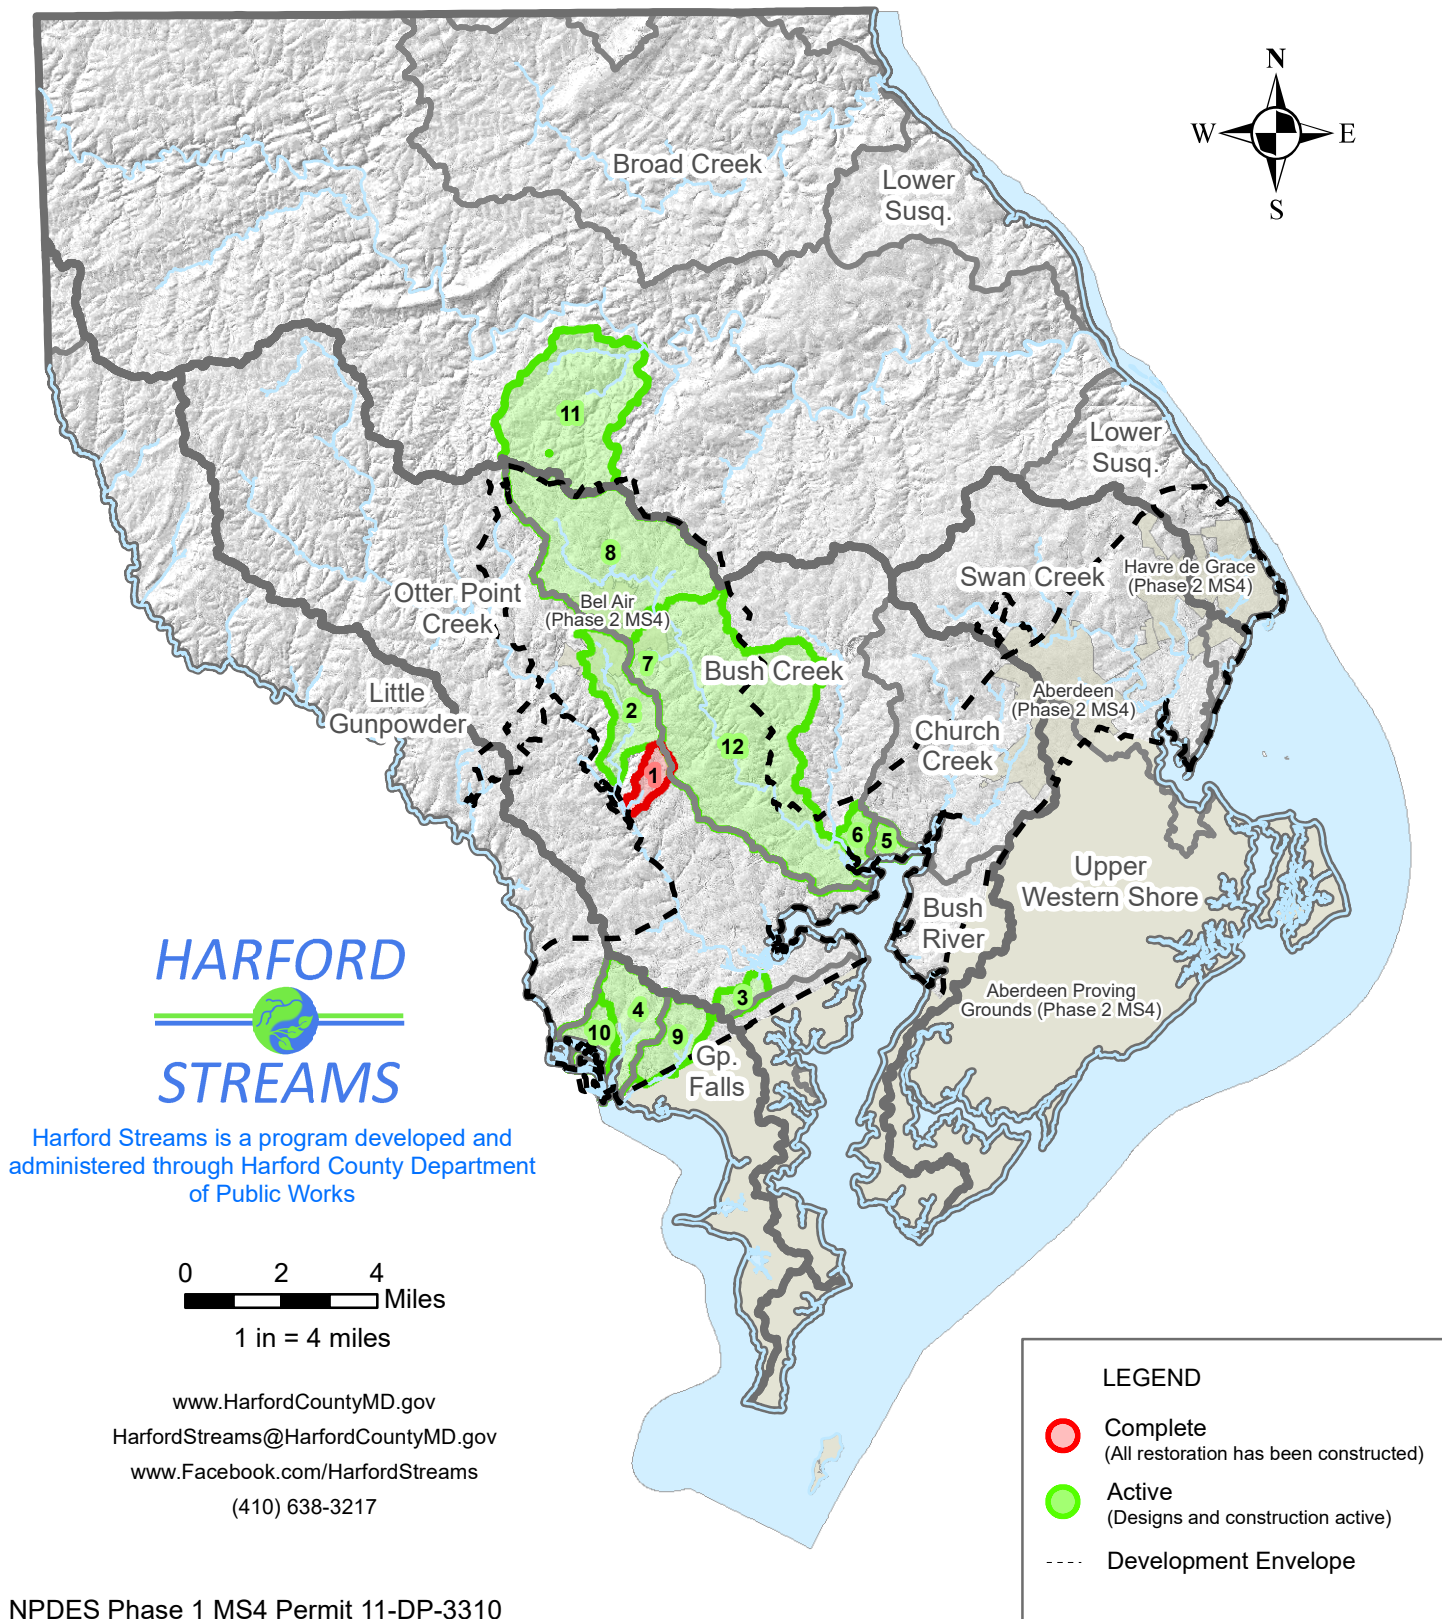 N
W
E
S
Broad Creek
Lower
Susq.
11
Lower
Susq.
8
Swan Creek
Havre de Grace
(Phase 2 MS4)
Otter Point
Creek
Bel Air
(Phase 2 MS4)
7
Bush Creek
Little
Gunpowder
2
Aberdeen
(Phase 2 MS4)
12
Church
Creek
1
6
5
Upper
Western Shore
Bush
River
3
Aberdeen Proving
Grounds (Phase 2 MS4)
4
10
9
Gp.
Falls
HARFORD
STREAMS
Harford Streams is a program developed and
administered through Harford County Department
of Public Works
0 2 4
Miles
1 in = 4 miles
www.HarfordCountyMD.gov
HarfordStreams@HarfordCountyMD.gov
www.Facebook.com/HarfordStreams
(410) 638-3217
LEGEND
Complete
(All restoration has been constructed)
Active
(Designs and construction active)
Development Envelope
NPDES Phase 1 MS4 Permit 11-DP-3310